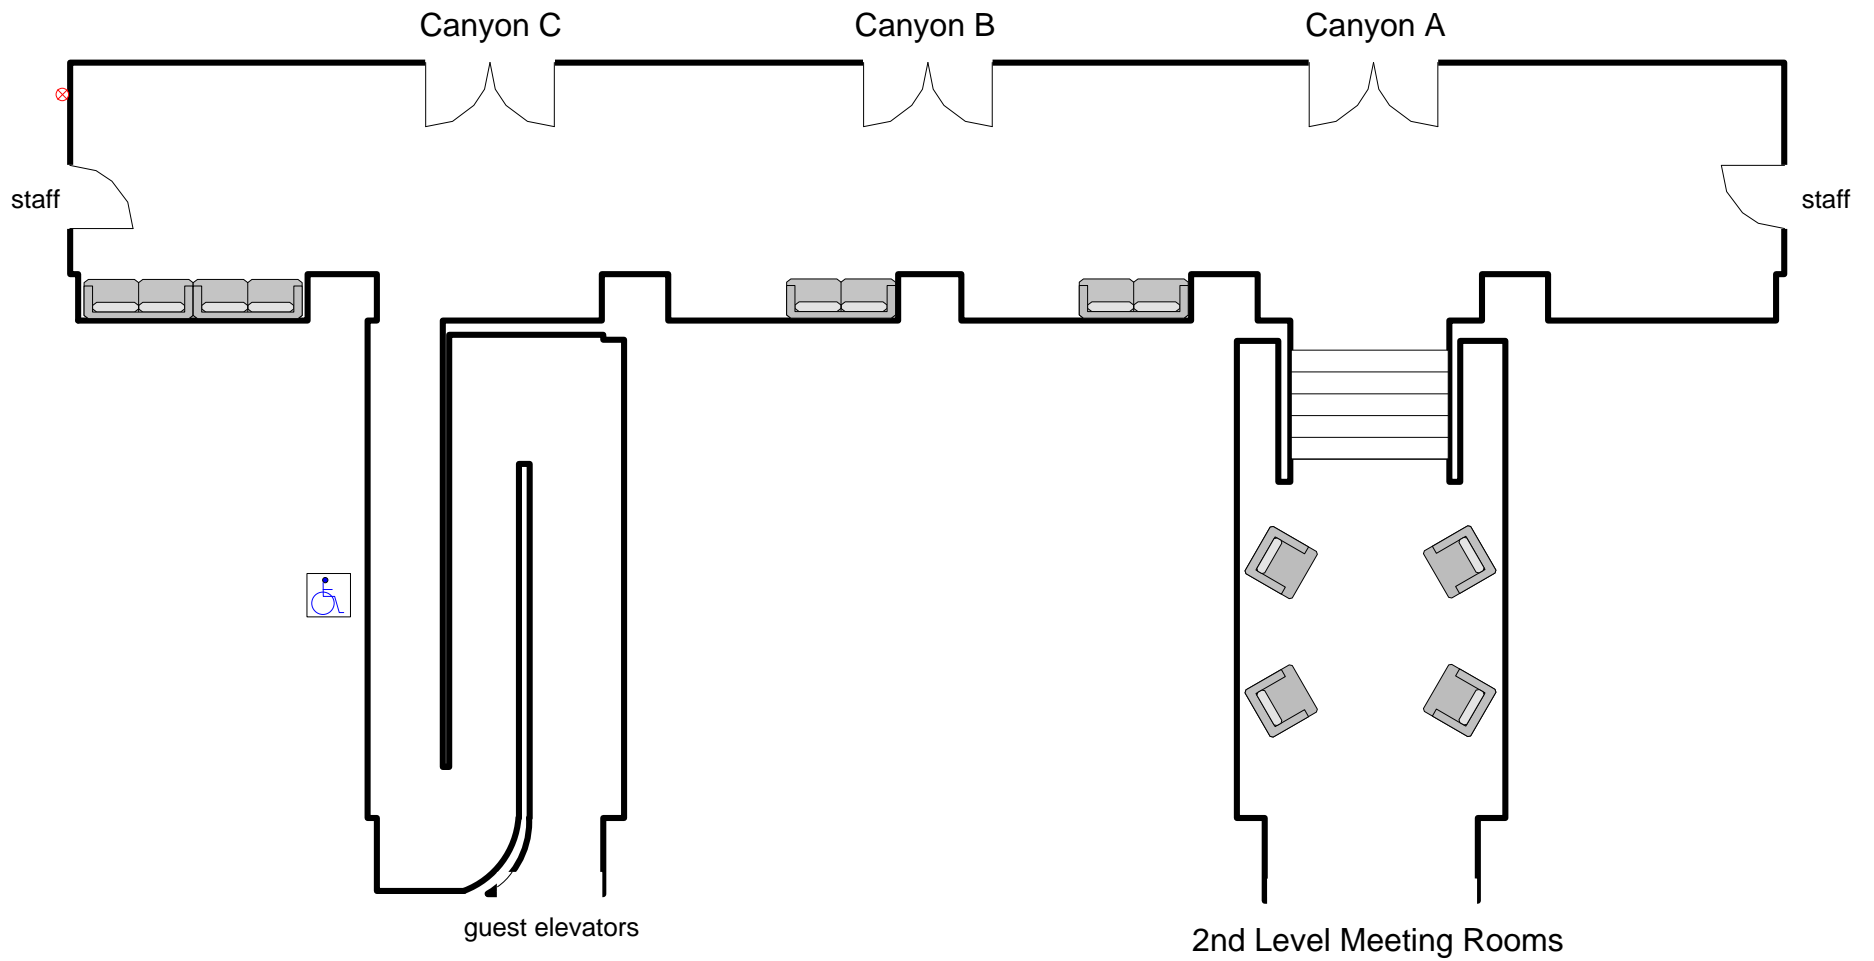 Canyon C
Canyon B
Canyon A
staff
staff
guest elevators
2nd Level Meeting Rooms